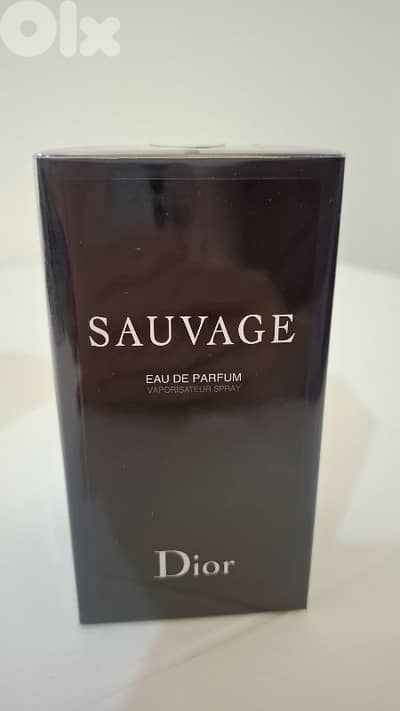 Olx
SAUVAGE
EAU DE PARFUM
VAPORISATEUR SPRAY
Dior